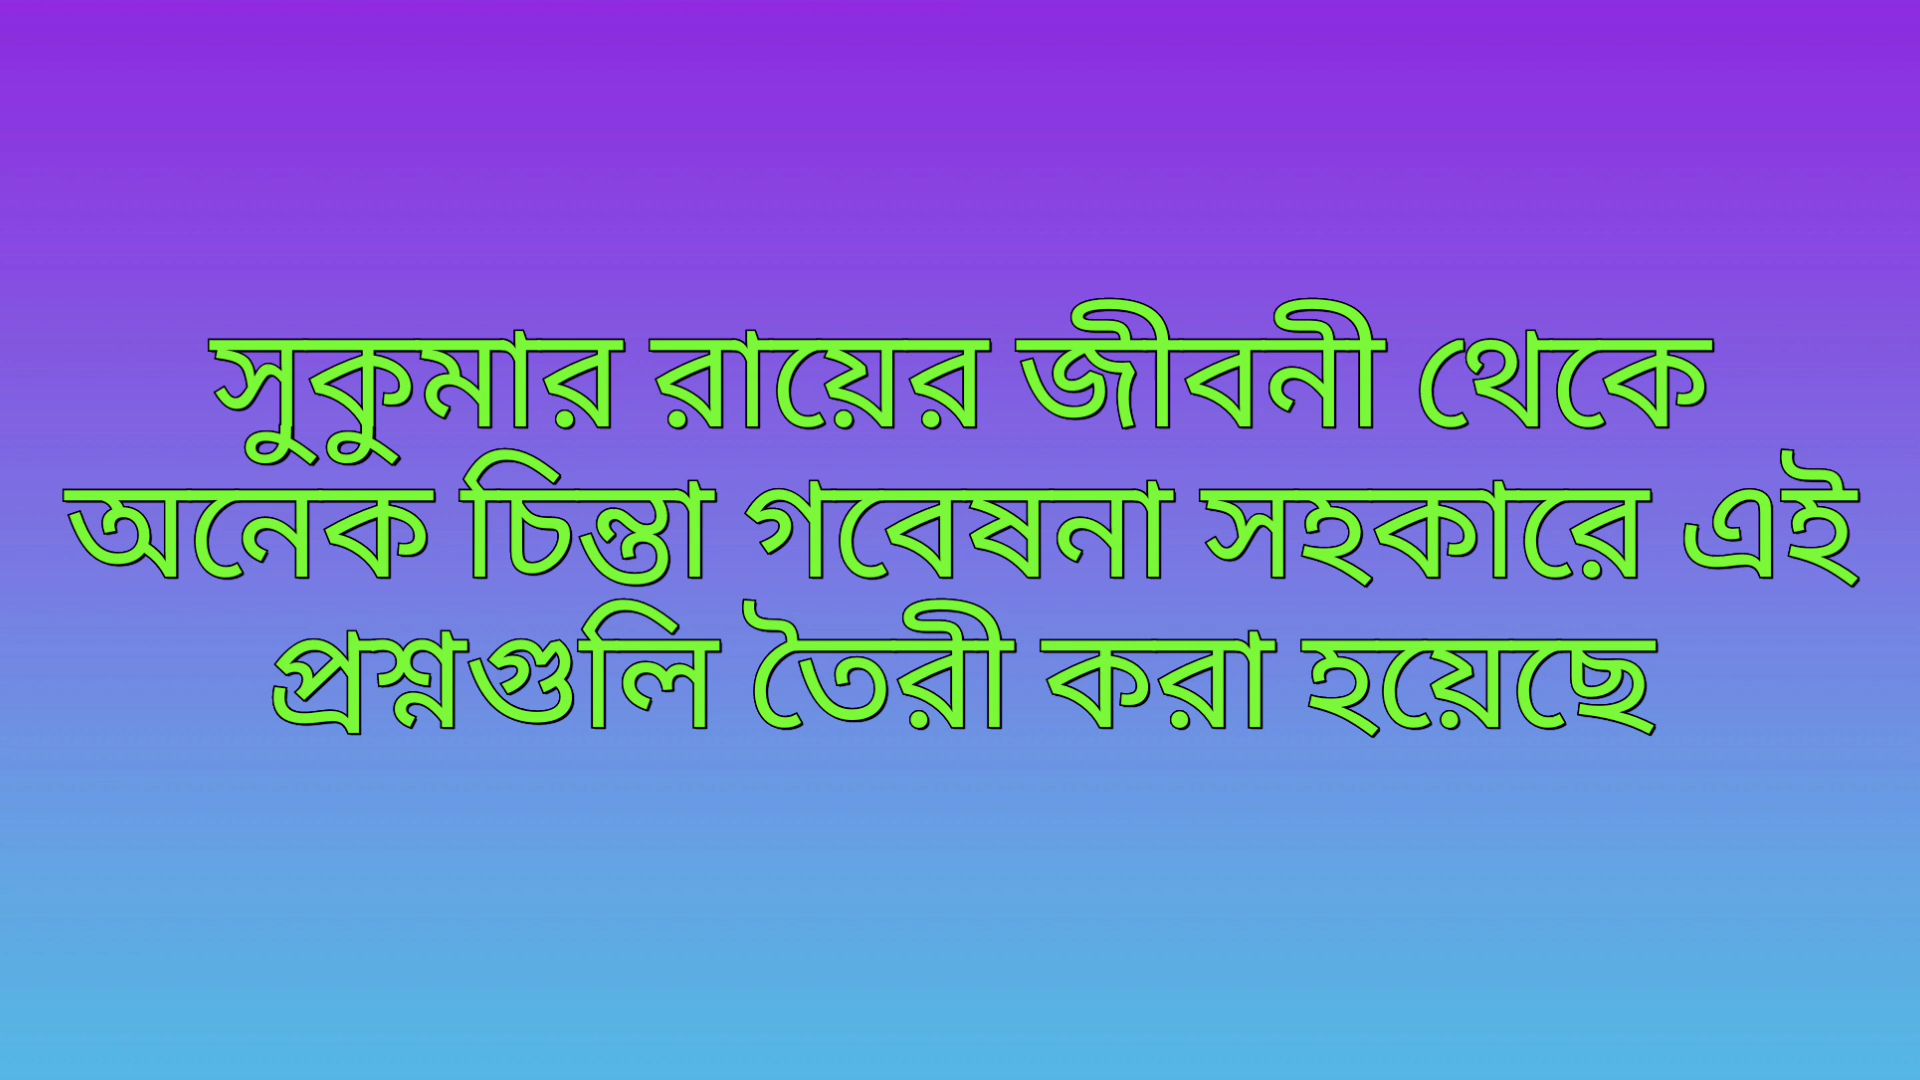 সুকুমার রায়ের জীবনী থেকে
অনেক চিন্তা গবেষনা সহকারে এই
প্রশ্নগুলি তৈরী করা হয়েছে